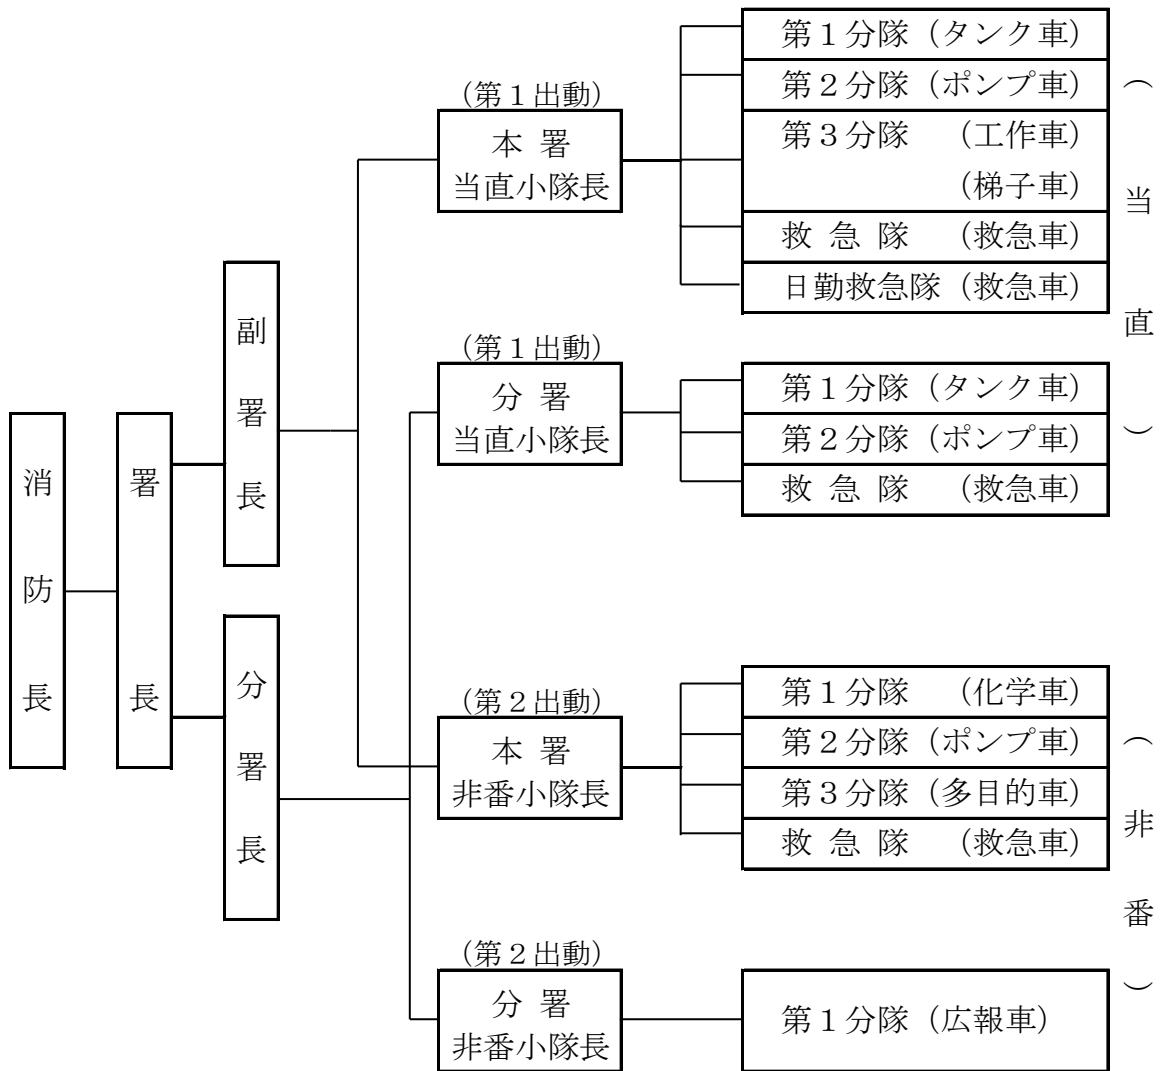 消防長
署長
副署長
分署長
（第１出動）
本 署
当直小隊長
第１分隊（タンク車）
第２分隊（ポンプ車）
第３分隊　（工作車）
（梯子車）
救 急 隊　（救急車）
日勤救急隊（救急車）
（第１出動）
分 署
当直小隊長
第１分隊（タンク車）
第２分隊（ポンプ車）
救 急 隊　（救急車）
（当直）
（第２出動）
本 署
非番小隊長
第１分隊　（化学車）
第２分隊（ポンプ車）
第３分隊（多目的車）
救 急 隊　（救急車）
（第２出動）
分 署
非番小隊長
第１分隊（広報車）
（非番）